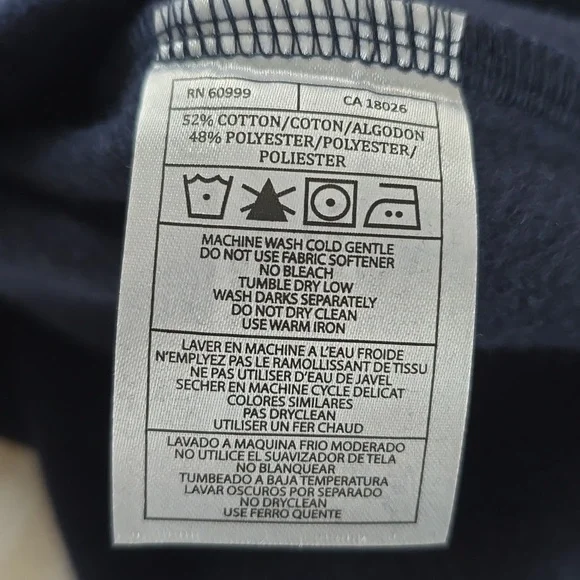 RN 60999 CA 18026
52% COTTON/COTON/ALGODON
48% POLYESTER/POLYESTER/
POLIESTER
MACHINE WASH COLD GENTLE
DO NOT USE FABRIC SOFTENER
NO BLEACH
TUMBLE DRY LOW
WASH DARKS SEPARATELY
DO NOT DRY CLEAN
USE WARM IRON
LAVER EN MACHINE A L'EAU FROIDE
N'EMPLYEZ PAS LE RAMOLLISSANT DE TISSU
NE PAS UTILISER D'EAU DE JAVEL
SECHER EN MACHINE CYCLE DELICAT
COLORES SIMILARES
PAS DRYCLEAN
UTILISER UN FER CHAUD
LAVADO A MAQUINA FRIO MODERADO
NO UTILICE EL SUAVIZADOR DE TELA
NO BLANQUEAR
TUMBEADO A BAJA TEMPERATURA
LAVAR OSCUROS POR SEPARADO
NO DRYCLEAN
USE FERRO QUENTE